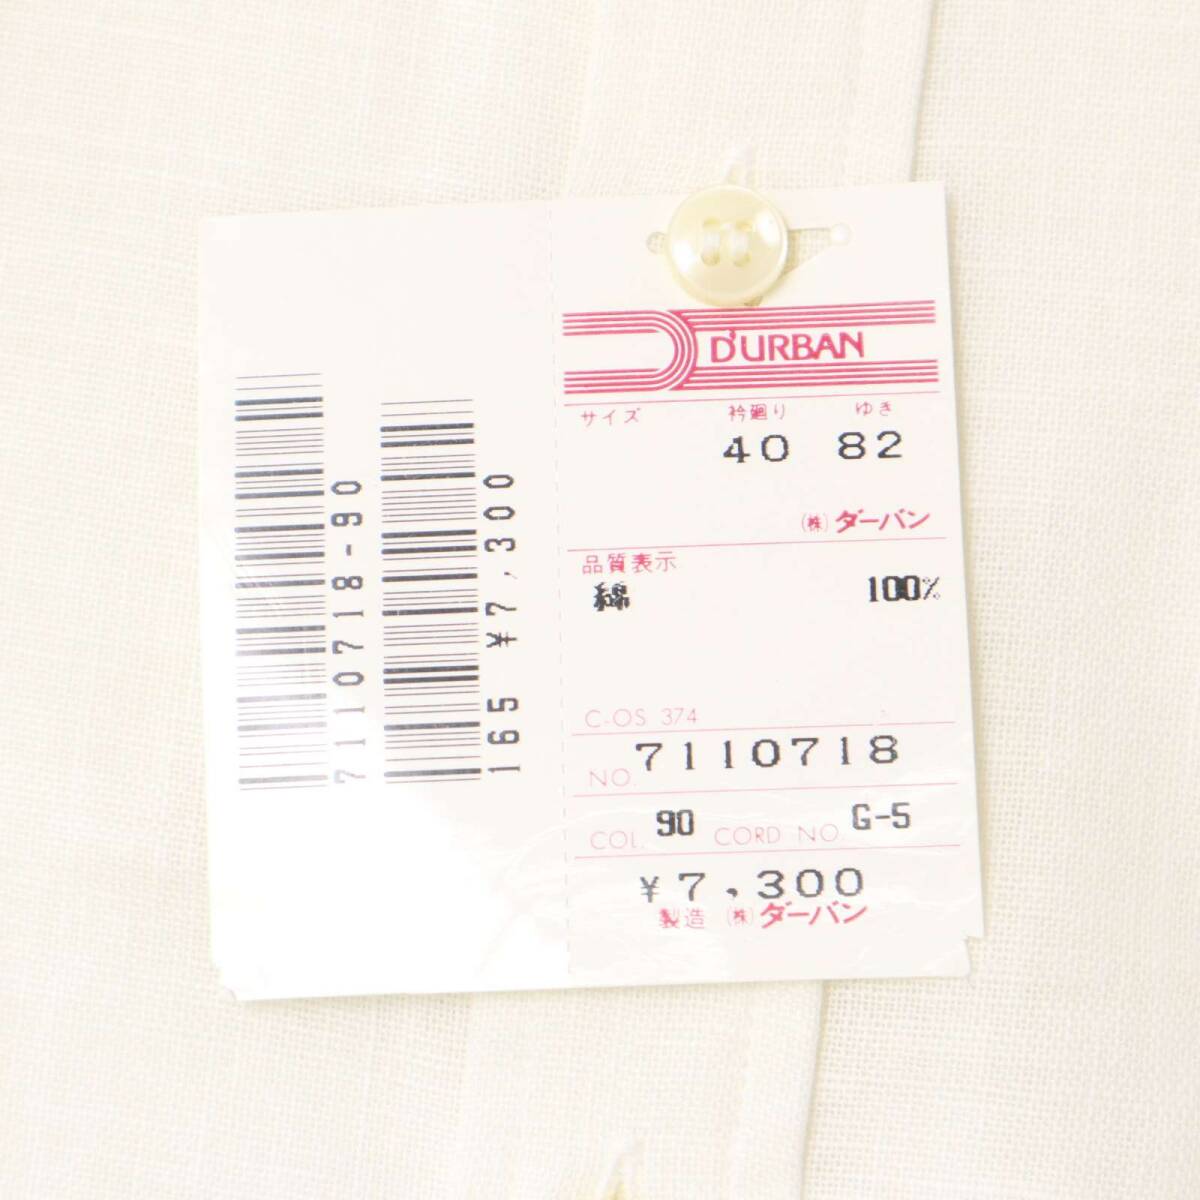 D'URBAN
サイズ 衿廻り ゆき
40 82
(株)ダーバン
品質表示
綿 100%
C-OS 374
NO. 7110718
COL. 90 CORD NO. G-5
¥7,300
製造 (株)ダーバン
7110718-90
165 ¥7,300